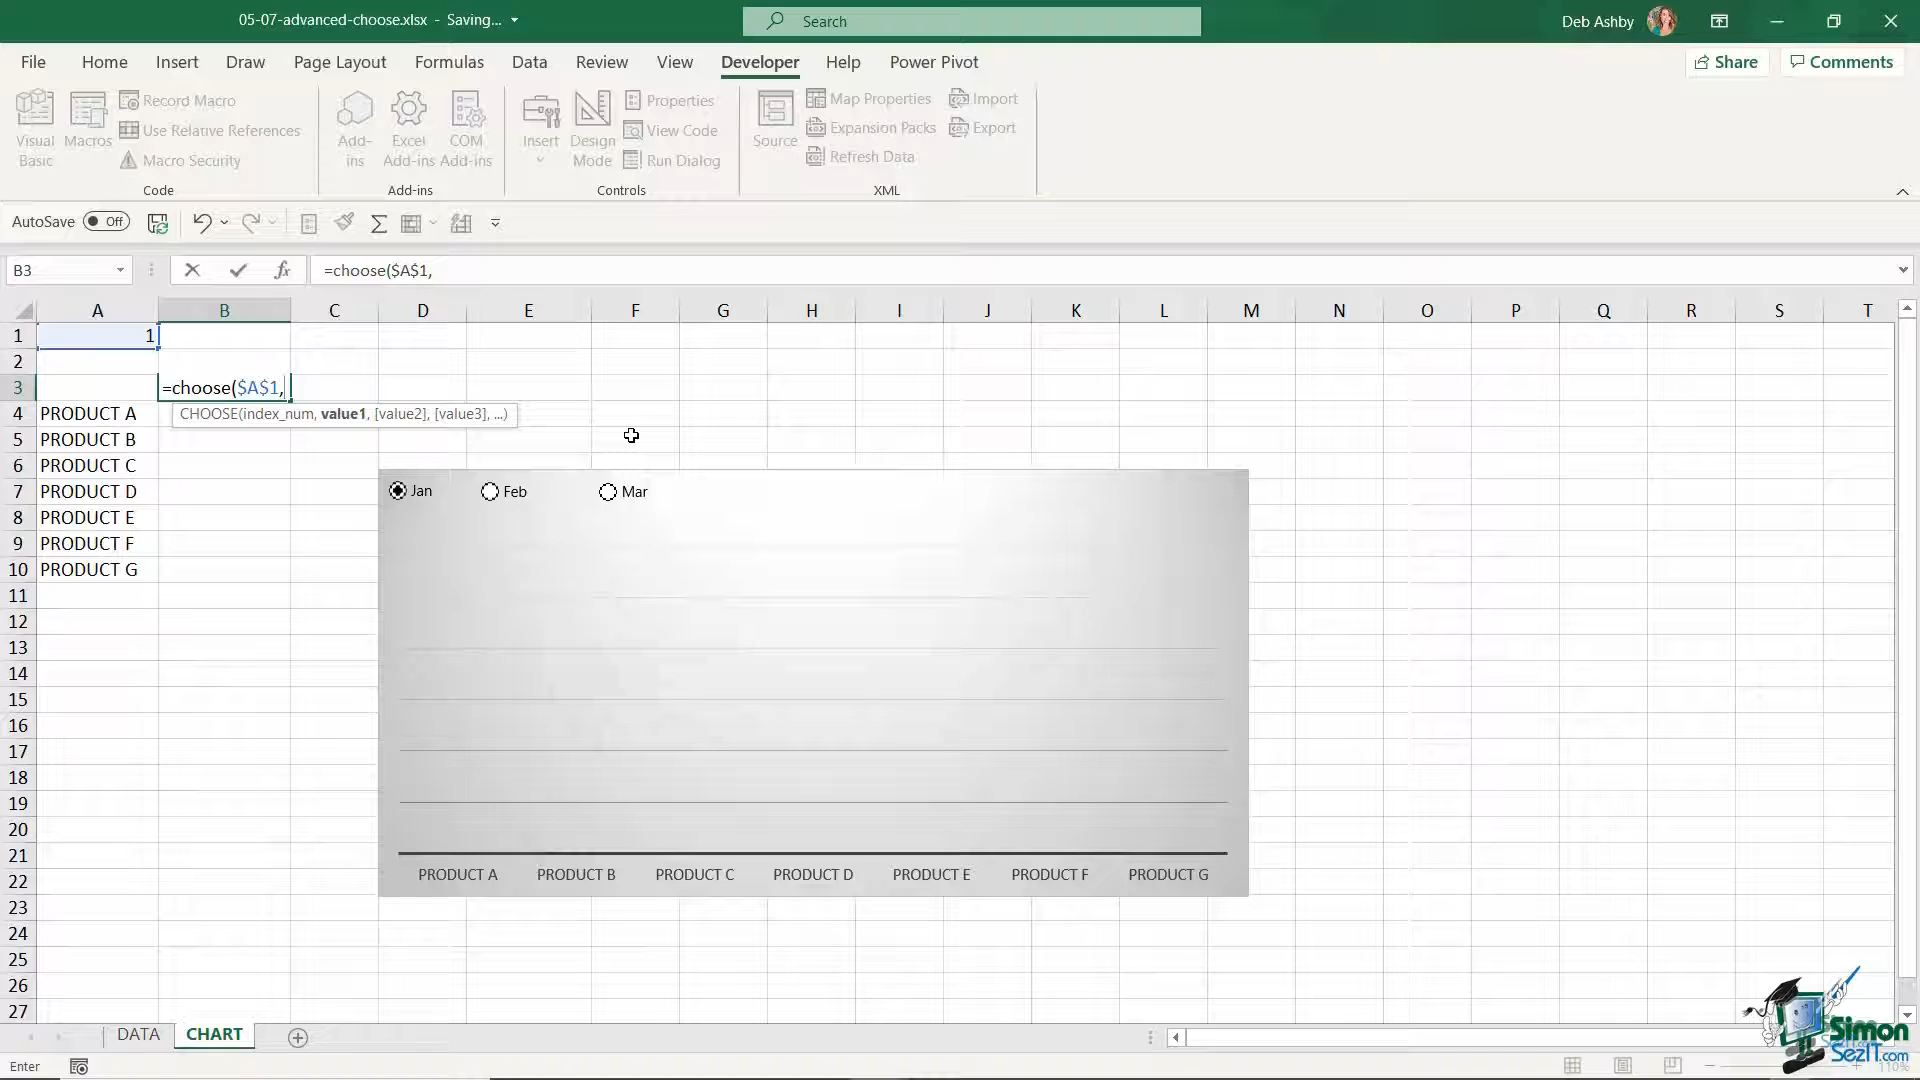 05-07-advanced-choose.xlsx - Saving...
Search
Deb Ashby
File Home Insert Draw Page Layout Formulas Data Review View Developer Help Power Pivot
Share Comments
Visual Basic
Macros
Record Macro
Use Relative References
Macro Security
Code
Add-ins
Excel Add-ins
COM Add-ins
Add-ins
Insert
Design Mode
Properties
View Code
Run Dialog
Controls
Source
Map Properties
Expansion Packs
Refresh Data
Import
Export
XML
AutoSave Off
B3 fx =choose($A$1,
A B C D E F G H I J K L M N O P Q R S T
1 1
2
3 =choose($A$1,
CHOOSE(index_num, value1, [value2], [value3], ...)
4 PRODUCT A
5 PRODUCT B
6 PRODUCT C
7 PRODUCT D
8 PRODUCT E
9 PRODUCT F
10 PRODUCT G
11
12
13
14
15
16
17
18
19
20
21
22
23
24
25
26
27
Jan Feb Mar
PRODUCT A PRODUCT B PRODUCT C PRODUCT D PRODUCT E PRODUCT F PRODUCT G
DATA CHART
Enter
110%
Simon
SezIT.com